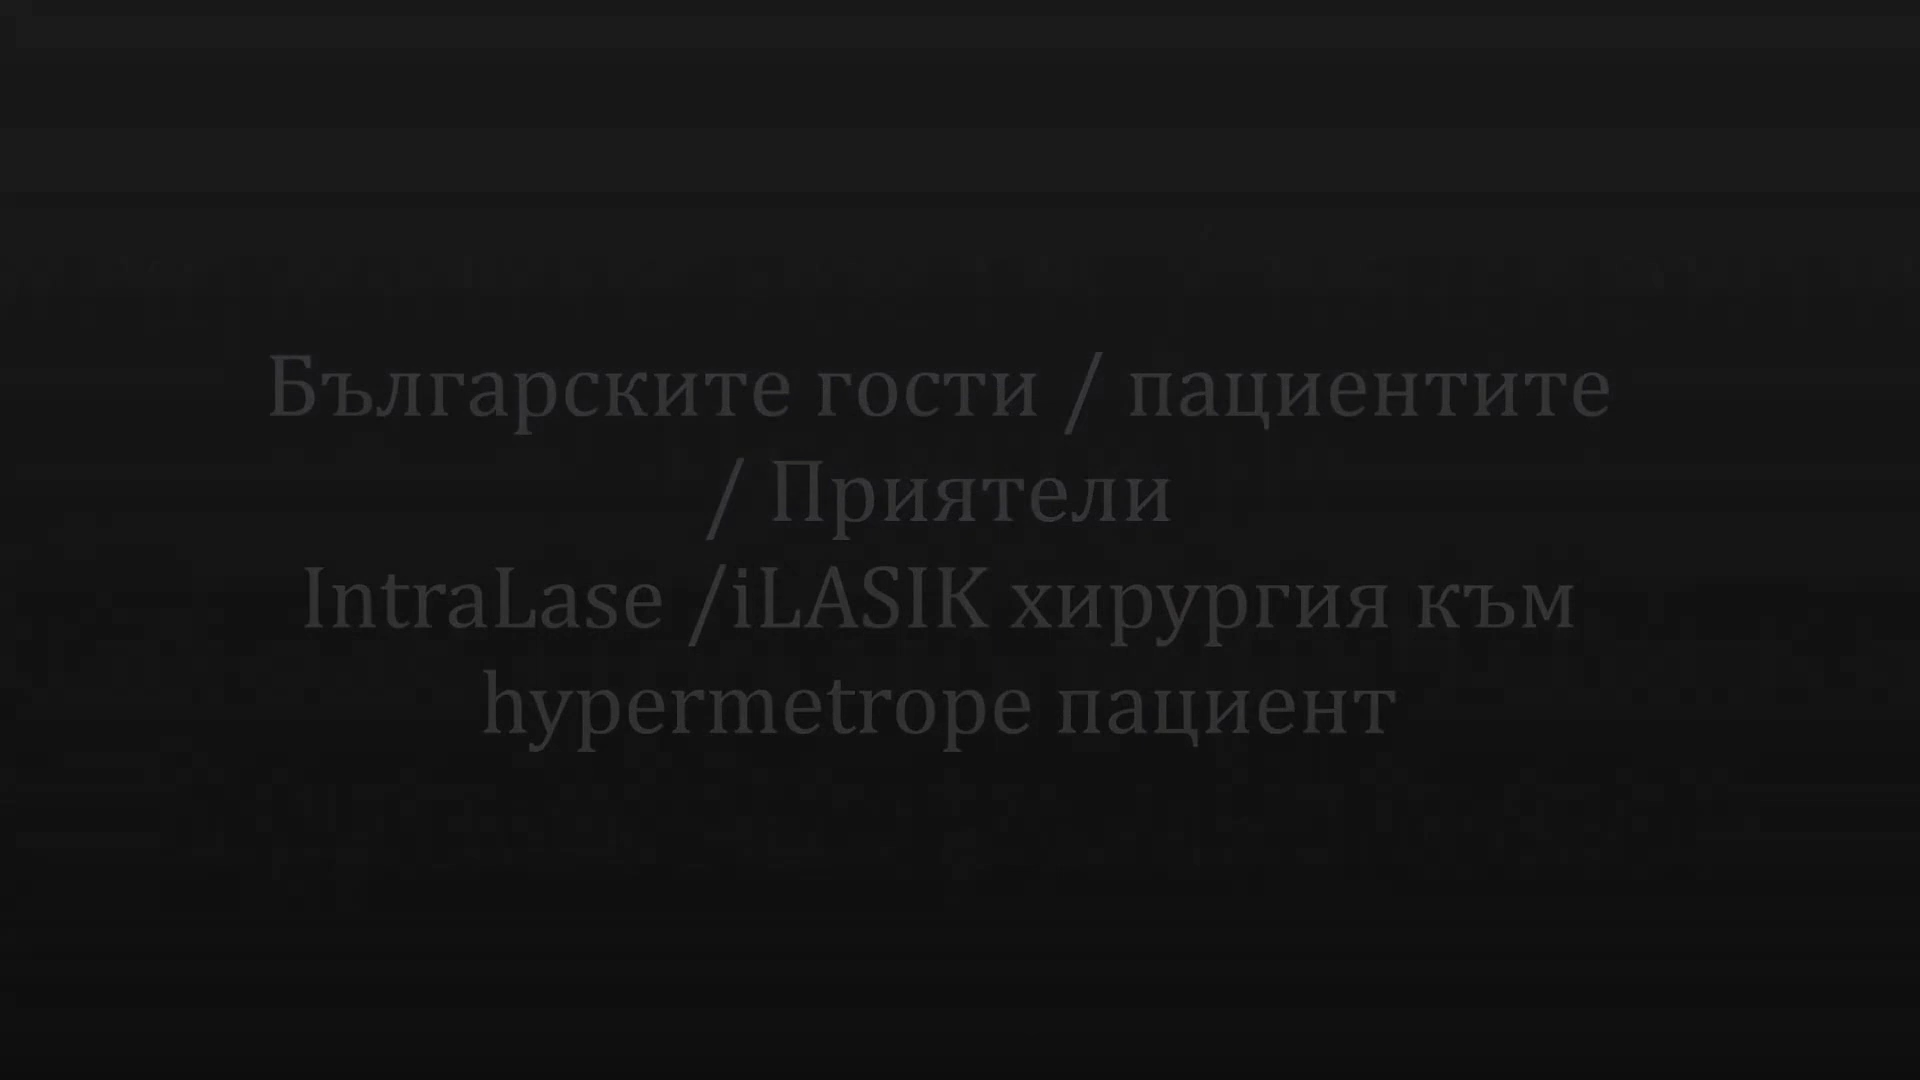 Българските гости / пациентите
/ Приятели
IntraLase /iLASIK хирургия към
hypermetrope пациент